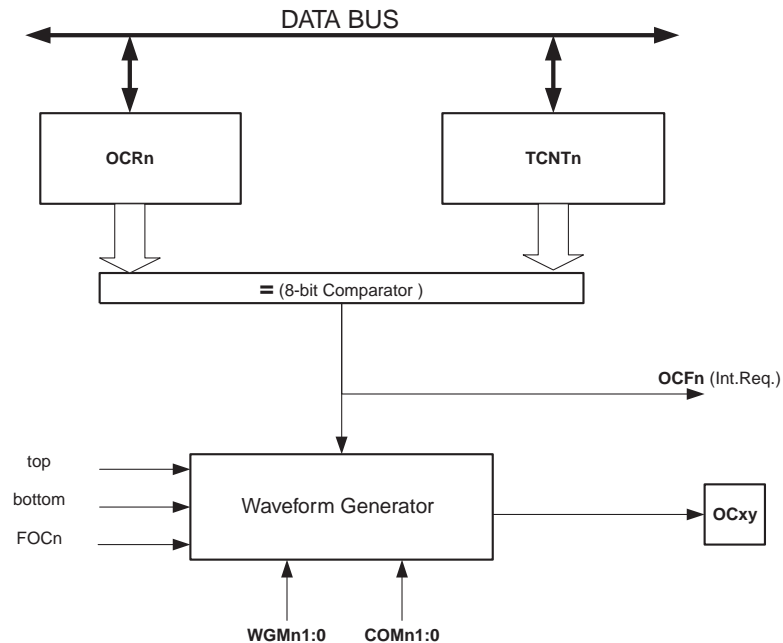 DATA BUS
OCRn
TCNTn
= (8-bit Comparator )
OCFn (Int.Req.)
top
bottom
FOCn
Waveform Generator
OCxy
WGMn1:0
COMn1:0